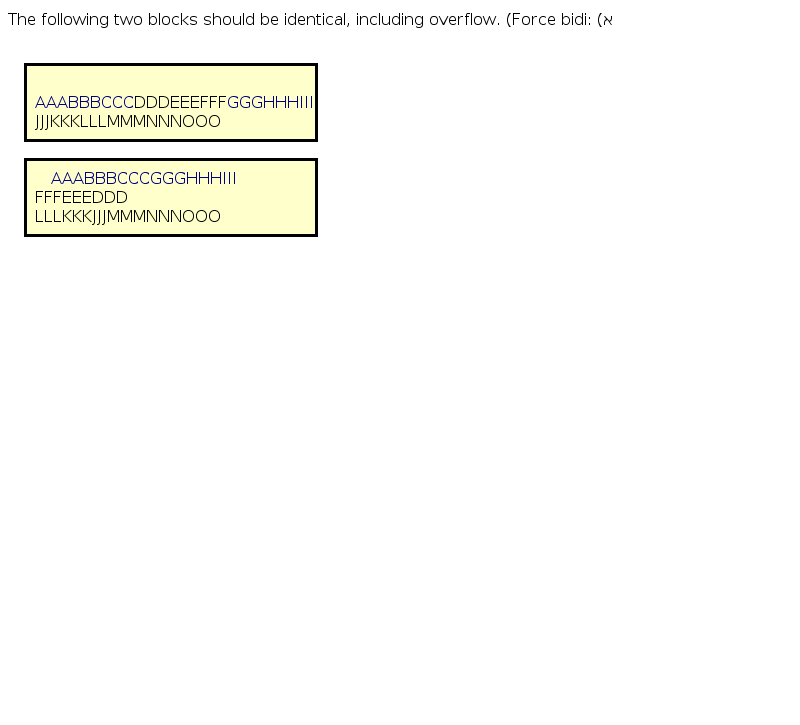 The following two blocks should be identical, including overflow. (Force bidi: (א
AAABBBCCCDDDEEEFFFGGGHHHIII
JJJKKKLLLMMMNNNOOO
AAABBBCCCGGGHHHIII
FFFEEEDDD
LLLKKKJJJMMMNNNOOO